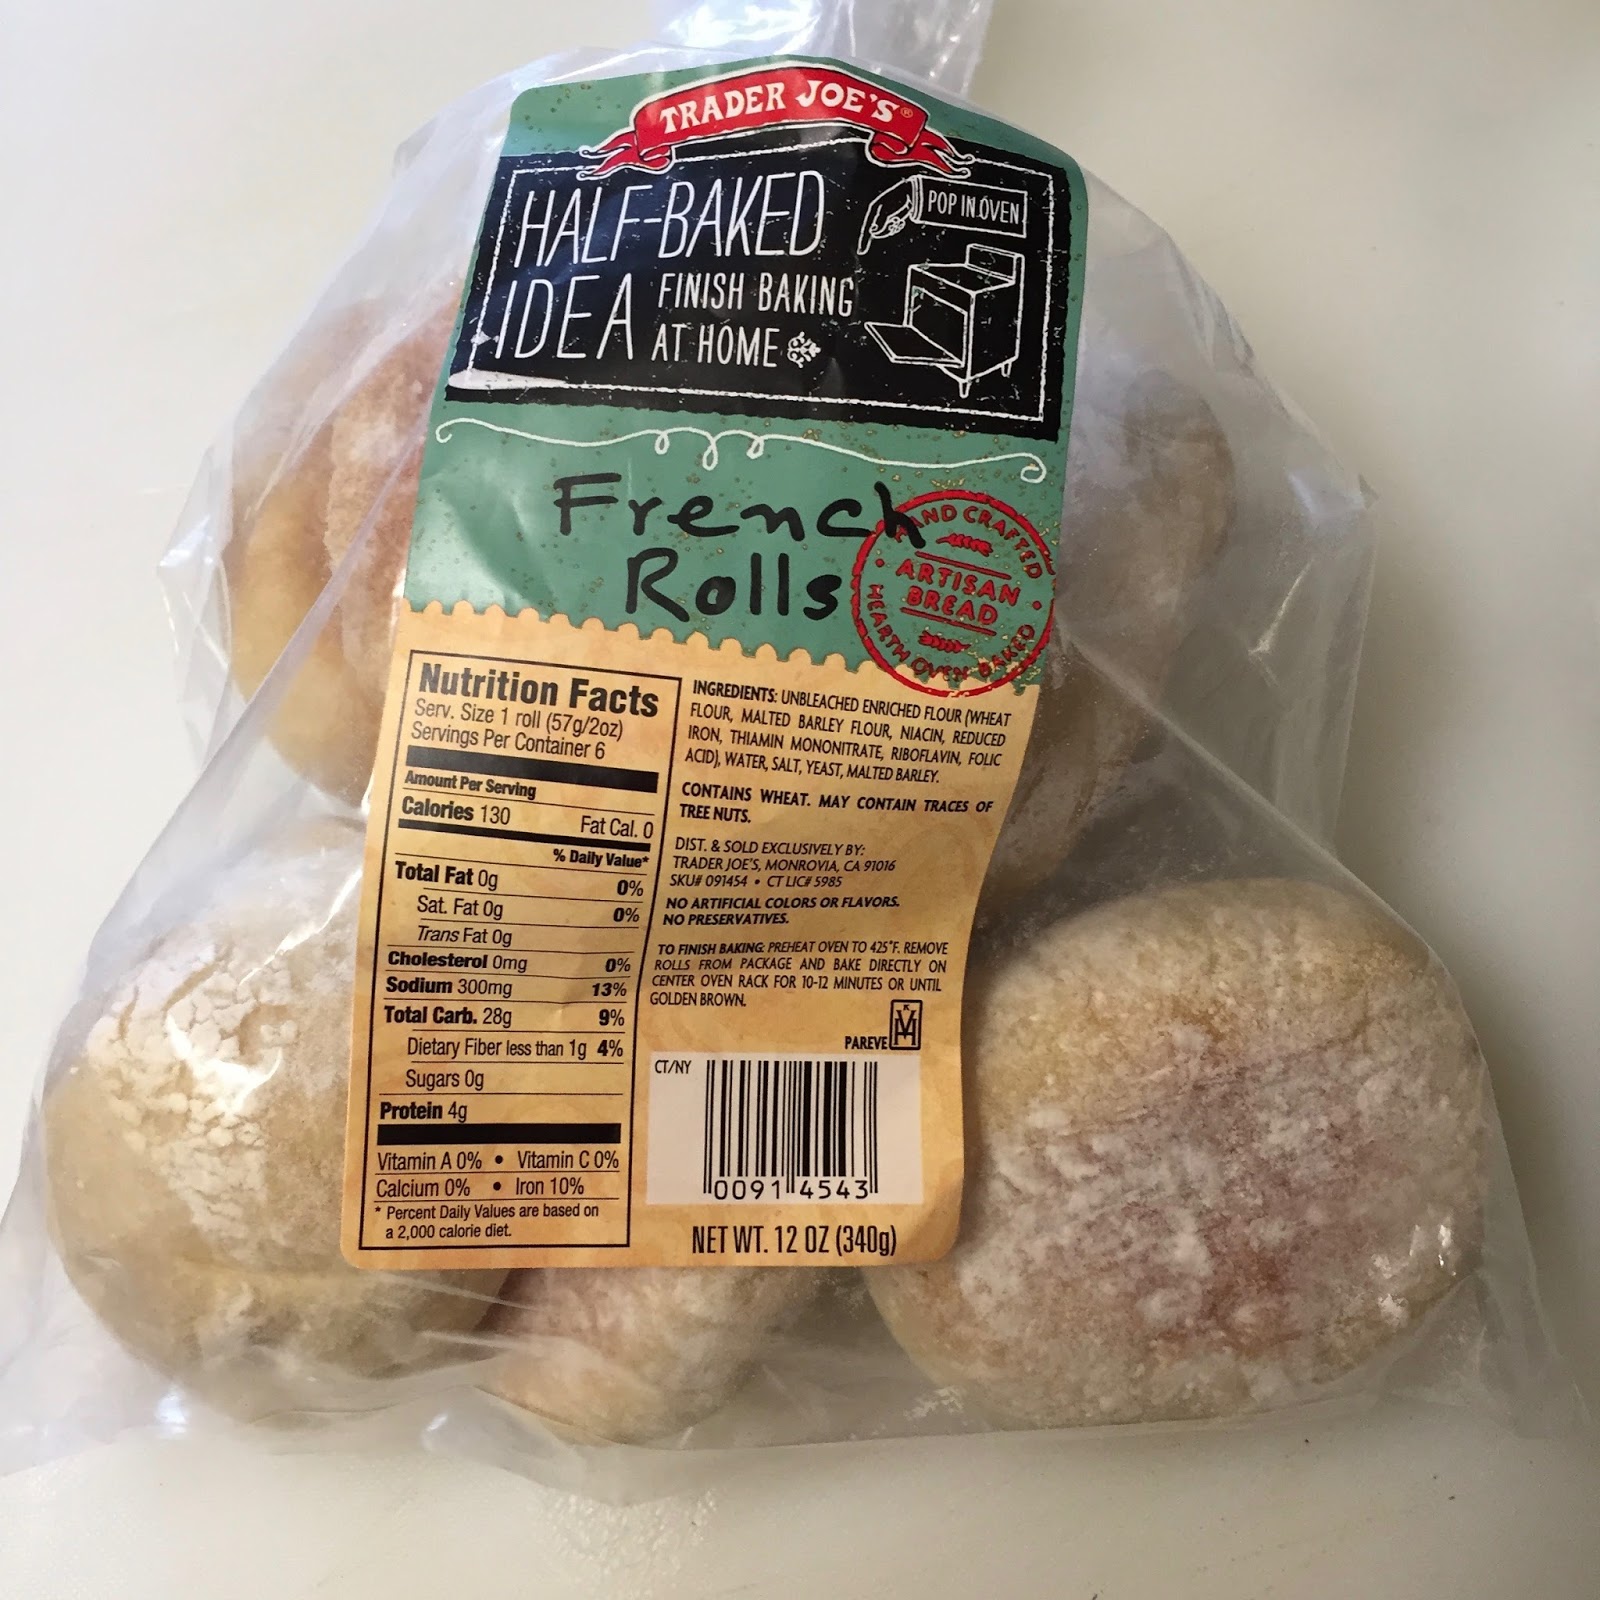 TRADER JOE'S®
HALF-BAKED
IDEA
FINISH BAKING
AT HOME
POP IN OVEN
French
Rolls
HAND CRAFTED
ARTISAN
BREAD
HEARTH OVEN BAKED
Nutrition Facts
Serv. Size 1 roll (57g/2oz)
Servings Per Container 6
Amount Per Serving
Calories 130 Fat Cal. 0
% Daily Value*
Total Fat 0g 0%
Sat. Fat 0g 0%
Trans Fat 0g
Cholesterol 0mg 0%
Sodium 300mg 13%
Total Carb. 28g 9%
Dietary Fiber less than 1g 4%
Sugars 0g
Protein 4g
Vitamin A 0% • Vitamin C 0%
Calcium 0% • Iron 10%
* Percent Daily Values are based on
a 2,000 calorie diet.
INGREDIENTS: UNBLEACHED ENRICHED FLOUR (WHEAT
FLOUR, MALTED BARLEY FLOUR, NIACIN, REDUCED
IRON, THIAMIN MONONITRATE, RIBOFLAVIN, FOLIC
ACID), WATER, SALT, YEAST, MALTED BARLEY.
CONTAINS WHEAT. MAY CONTAIN TRACES OF
TREE NUTS.
DIST. & SOLD EXCLUSIVELY BY:
TRADER JOE'S, MONROVIA, CA 91016
SKU# 091454 • CT LIC# 5985
NO ARTIFICIAL COLORS OR FLAVORS.
NO PRESERVATIVES.
TO FINISH BAKING: PREHEAT OVEN TO 425°F. REMOVE
ROLLS FROM PACKAGE AND BAKE DIRECTLY ON
CENTER OVEN RACK FOR 10-12 MINUTES OR UNTIL
GOLDEN BROWN.
PAREVE
CT/NY
0091 4543
NET WT. 12 OZ (340g)